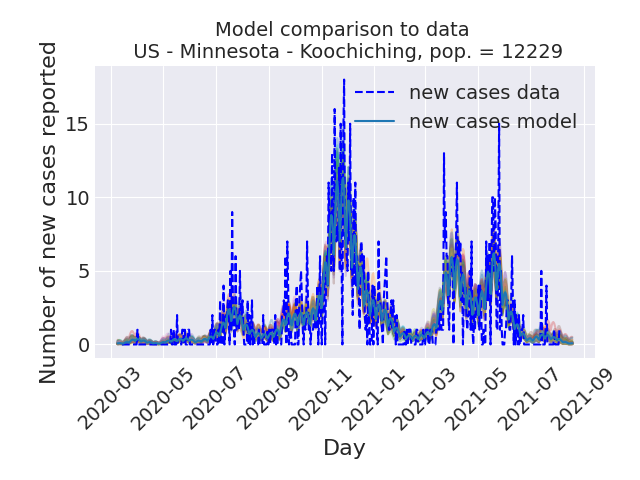 Model comparison to data
US - Minnesota - Koochiching, pop. = 12229
new cases data
new cases model
Number of new cases reported
15
10
5
0
2020-03
2020-05
2020-07
2020-09
2020-11
2021-01
2021-03
2021-05
2021-07
2021-09
Day